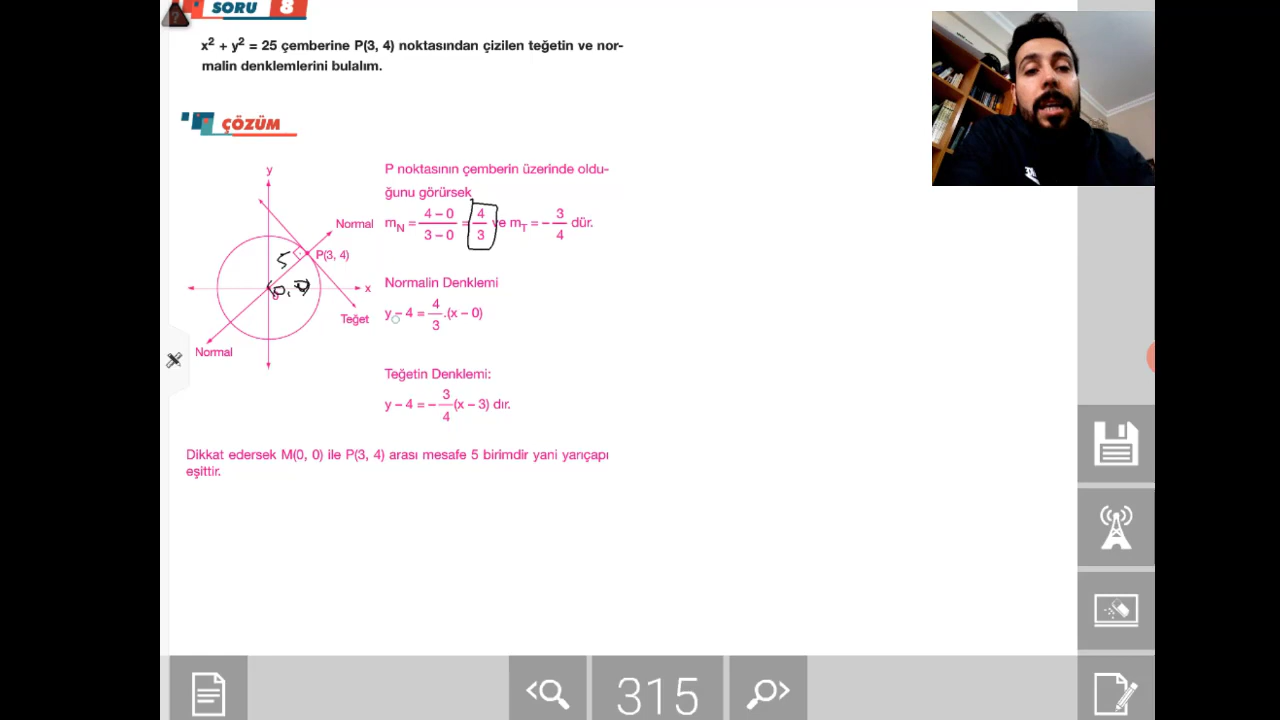 SORU 8
x² + y² = 25 çemberine P(3, 4) noktasından çizilen teğetin ve nor-
malin denklemlerini bulalım.
ÇÖZÜM
y
Normal
P(3, 4)
5
(0, 0)
x
Teğet
Normal
P noktasının çemberin üzerinde oldu-
ğunu görürsek
m_N = (4 – 0)/(3 – 0) = 4/3 ve m_T = – 3/4 dür.
Normalin Denklemi
y – 4 = 4/3 .(x – 0)
Teğetin Denklemi:
y – 4 = – 3/4 (x – 3) dır.
Dikkat edersek M(0, 0) ile P(3, 4) arası mesafe 5 birimdir yani yarıçapı
eşittir.
315